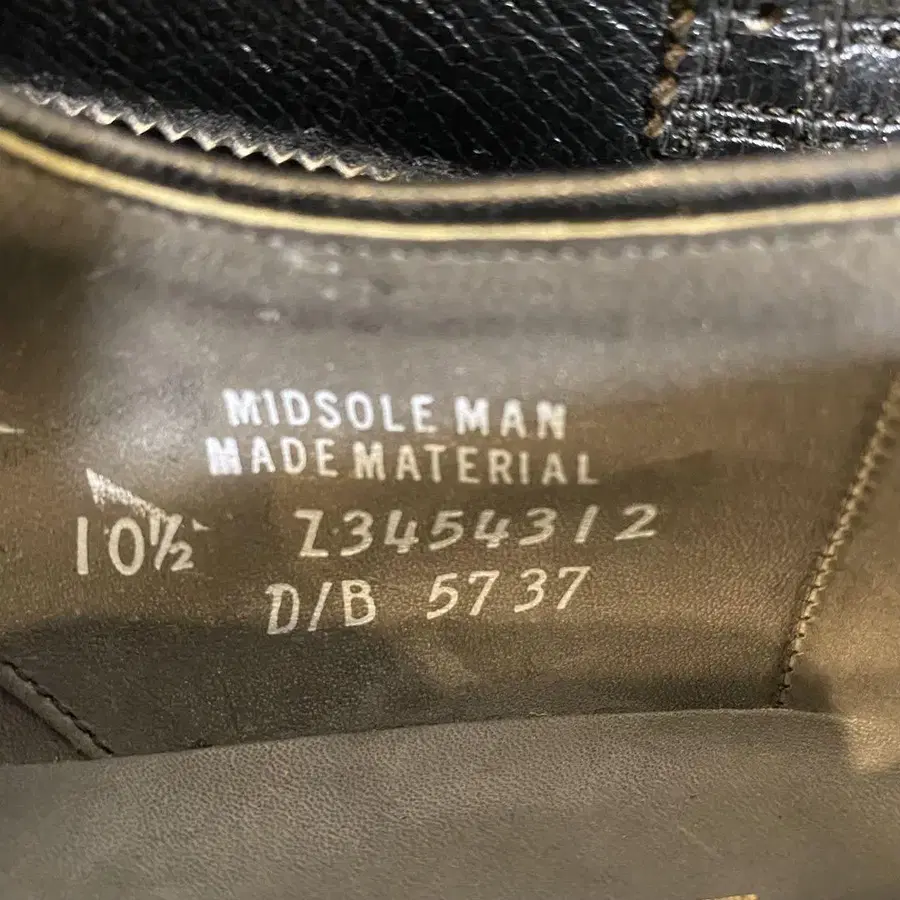 MIDSOLE MAN
MADE MATERIAL
10½ Z3454312
D/B 5737